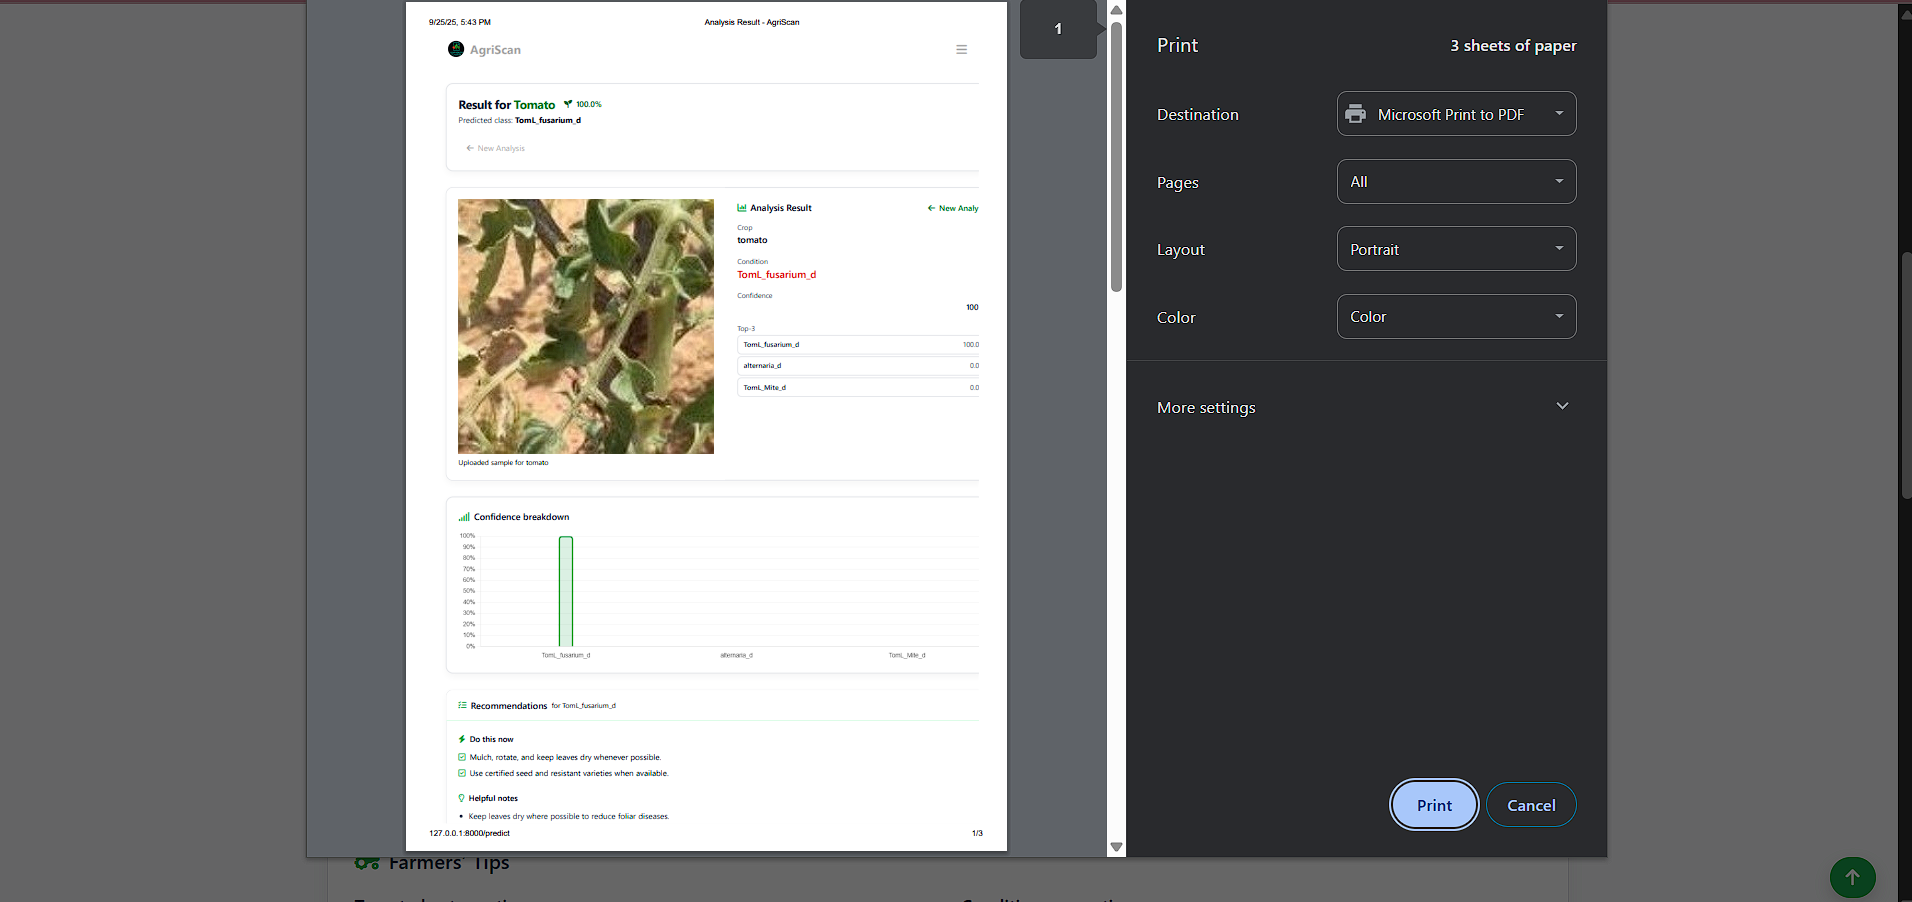 9/25/25, 5:43 PM
Analysis Result - AgriScan
AgriScan
Result for Tomato 100.0%
Predicted class: TomL_fusarium_d
← New Analysis
Uploaded sample for tomato
Analysis Result
← New Analy
Crop
tomato
Condition
TomL_fusarium_d
Confidence
100
Top-3
TomL_fusarium_d 100.0
alternaria_d 0.0
TomL_Mite_d 0.0
Confidence breakdown
100%
90%
80%
70%
60%
50%
40%
30%
20%
10%
0%
TomL_fusarium_d alternaria_d TomL_Mite_d
Recommendations for TomL_fusarium_d
Do this now
Mulch, rotate, and keep leaves dry whenever possible.
Use certified seed and resistant varieties when available.
Helpful notes
• Keep leaves dry where possible to reduce foliar diseases.
127.0.0.1:8000/predict
1/3
1
Print
3 sheets of paper
Destination
Microsoft Print to PDF
Pages
All
Layout
Portrait
Color
Color
More settings
Print
Cancel
Farmers' Tips